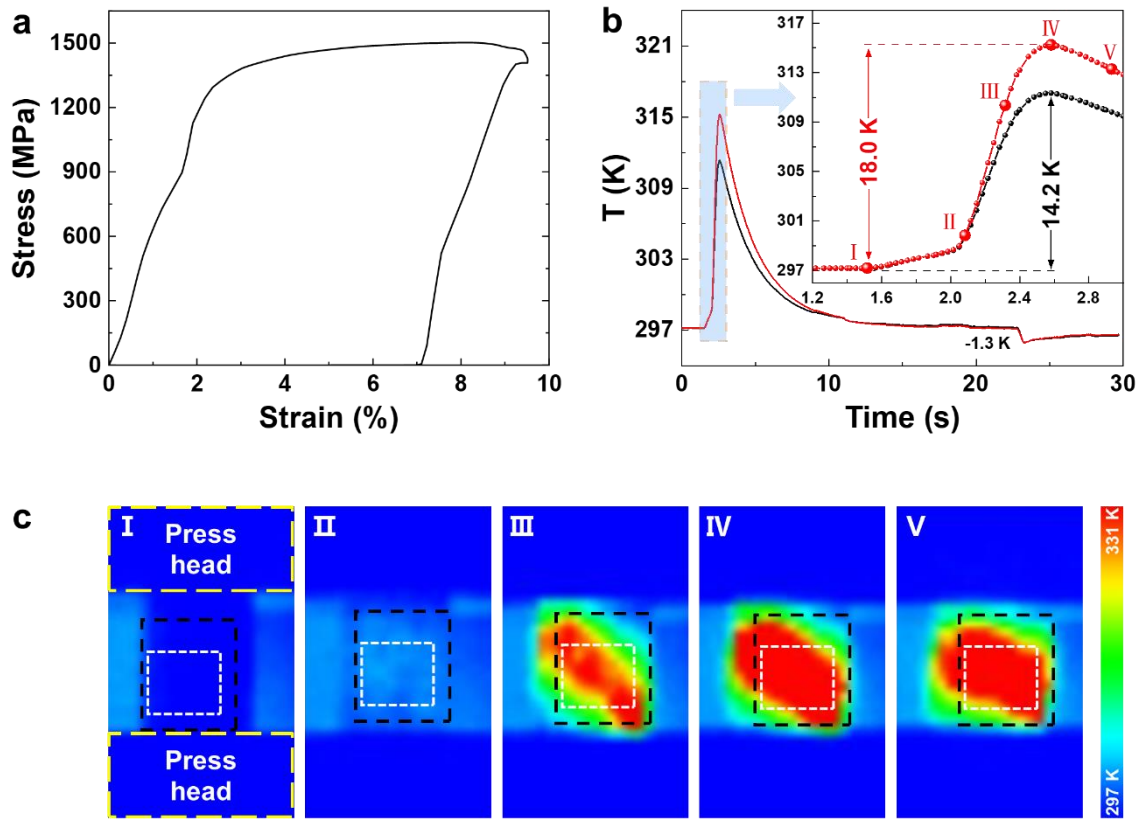 a
1500
1200
900
600
300
0
Stress (MPa)
0 2 4 6 8 10
Strain (%)
b
321
315
309
303
297
T (K)
0 10 20 30
Time (s)
-1.3 K
317
313
309
305
301
297
1.2 1.6 2.0 2.4 2.8
18.0 K
14.2 K
I
II
III
IV
V
c
I
II
III
IV
V
Press
head
Press
head
331 K
297 K